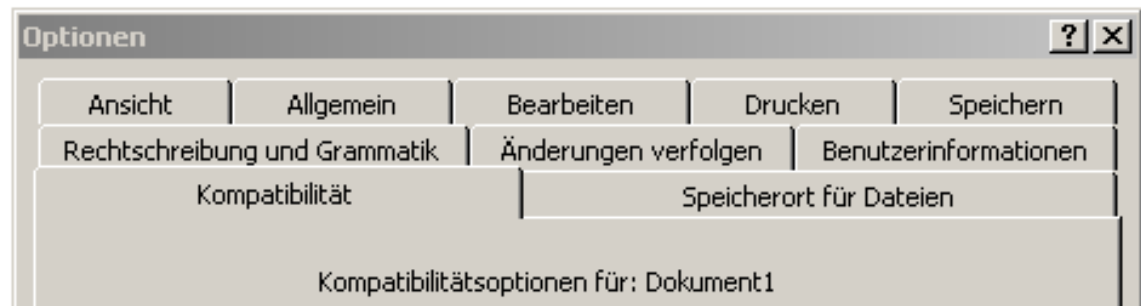 Optionen
Ansicht Allgemein Bearbeiten Drucken Speichern
Rechtschreibung und Grammatik Änderungen verfolgen Benutzerinformationen
Kompatibilität Speicherort für Dateien
Kompatibilitätsoptionen für: Dokument1